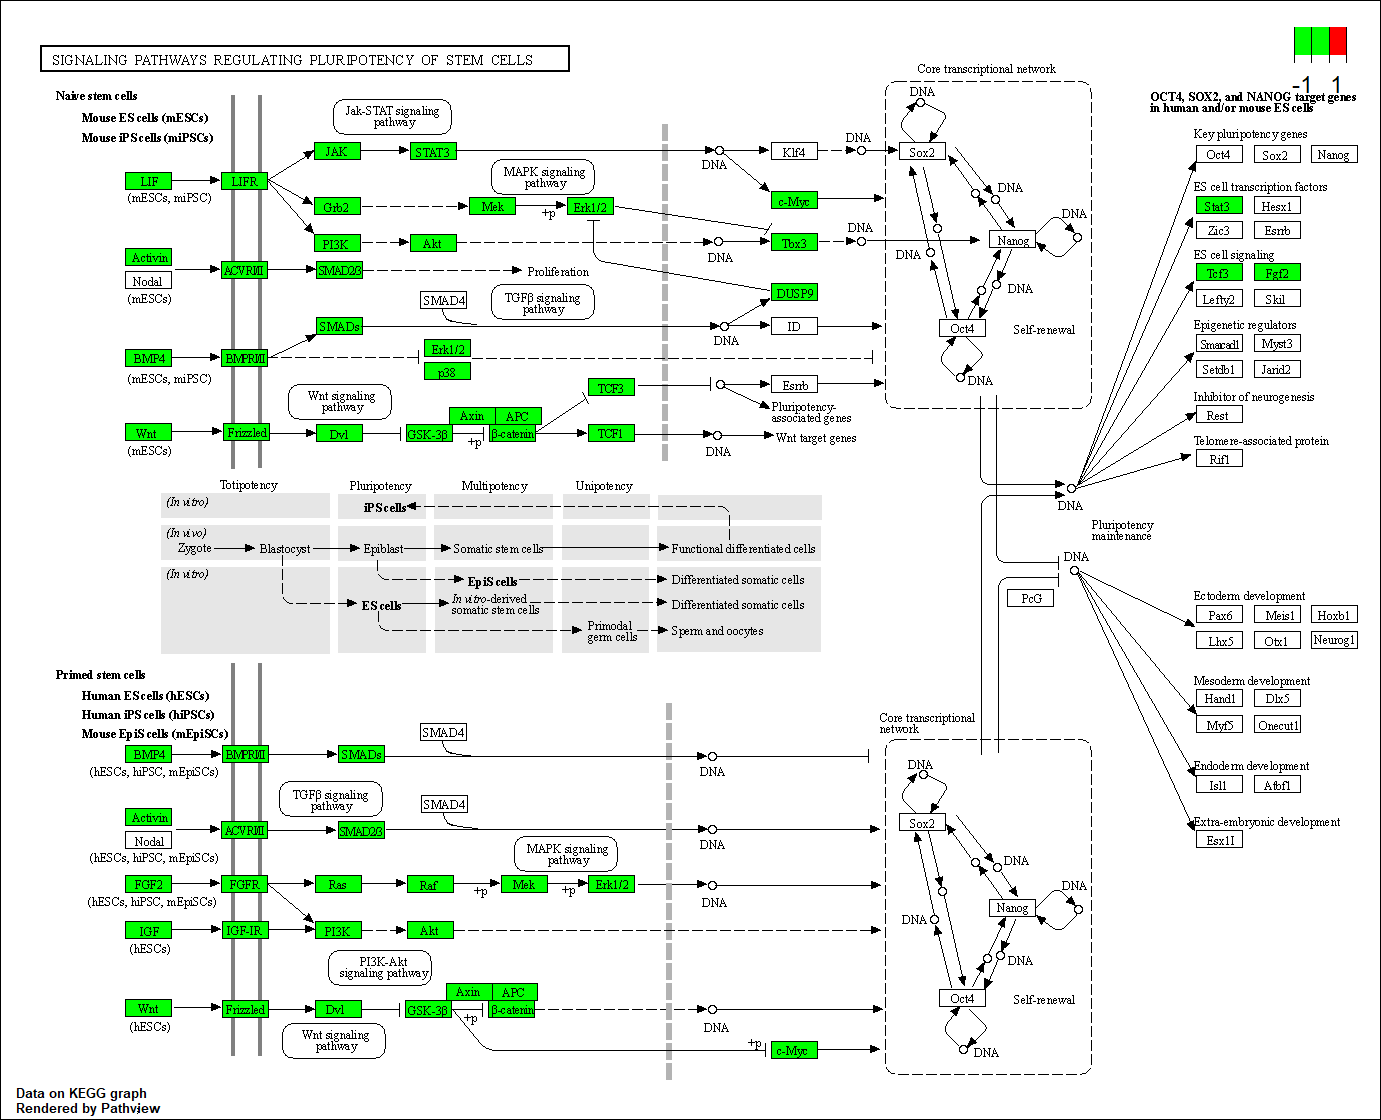 SIGNALING PATHWAYS REGULATING PLURIPOTENCY OF STEM CELLS
-1 1
Core transcriptional network
OCT4, SOX2, and NANOG target genes
in human and/or mouse ES cells
Naive stem cells
Mouse ES cells (mESCs)
Mouse iPS cells (miPSCs)
Jak-STAT signaling
pathway
JAK
STAT3
DNA
Klf4
DNA
LIF
LIFR
(mESCs, miPSC)
MAPK signaling
pathway
Grb2
Mek
+p
Erk1/2
c-Myc
PI3K
Akt
DNA
Tbx3
DNA
Activin
Nodal
(mESCs)
ACVRI/II
SMAD2/3
Proliferation
SMAD4
TGFβ signaling
pathway
DUSP9
SMADs
DNA
ID
BMP4
(mESCs, miPSC)
BMPRI/II
Erk1/2
p38
Wnt signaling
pathway
TCF3
Esrrb
Pluripotency-
associated genes
Axin
APC
Wnt
(mESCs)
Frizzled
Dvl
GSK-3β
+p
β-catenin
TCF1
DNA
Wnt target genes
DNA
Sox2
DNA
DNA
Nanog
DNA
DNA
Oct4
Self-renewal
DNA
Key pluripotency genes
Oct4
Sox2
Nanog
ES cell transcription factors
Stat3
Hesx1
Zic3
Esrrb
ES cell signaling
Tcf3
Fgf2
Lefty2
Skil
Epigenetic regulators
Smarcad1
Myst3
Setdb1
Jarid2
Inhibitor of neurogenesis
Rest
Telomere-associated protein
Rif1
DNA
Pluripotency
maintenance
DNA
PcG
Totipotency
Pluripotency
Multipotency
Unipotency
(In vitro)
iPS cells
(In vivo)
Zygote
Blastocyst
Epiblast
Somatic stem cells
Functional differentiated cells
(In vitro)
EpiS cells
Differentiated somatic cells
ES cells
In vitro-derived
somatic stem cells
Differentiated somatic cells
Primodal
germ cells
Sperm and oocytes
Ectoderm development
Pax6
Meis1
Hoxb1
Lhx5
Otx1
Neurog1
Mesoderm development
Hand1
Dlx5
Myf5
Onecut1
Endoderm development
Isl1
Atbf1
Extra-embryonic development
Esx1l
Primed stem cells
Human ES cells (hESCs)
Human iPS cells (hiPSCs)
Mouse EpiS cells (mEpiSCs)
BMP4
(hESCs, hiPSC, mEpiSCs)
BMPRI/II
SMADs
SMAD4
DNA
TGFβ signaling
pathway
Activin
Nodal
(hESCs, hiPSC, mEpiSCs)
ACVRI/II
SMAD2/3
SMAD4
DNA
MAPK signaling
pathway
FGF2
(hESCs, hiPSC, mEpiSCs)
FGFR
Ras
Raf
+p
Mek
+p
Erk1/2
DNA
IGF
(hESCs)
IGF-IR
PI3K
Akt
PI3K-Akt
signaling pathway
Wnt
(hESCs)
Frizzled
Dvl
GSK-3β
Axin
APC
+p
β-catenin
DNA
Wnt signaling
pathway
+p
c-Myc
Core transcriptional
network
DNA
Sox2
DNA
DNA
Nanog
DNA
DNA
Oct4
Self-renewal
DNA
Data on KEGG graph
Rendered by Pathview